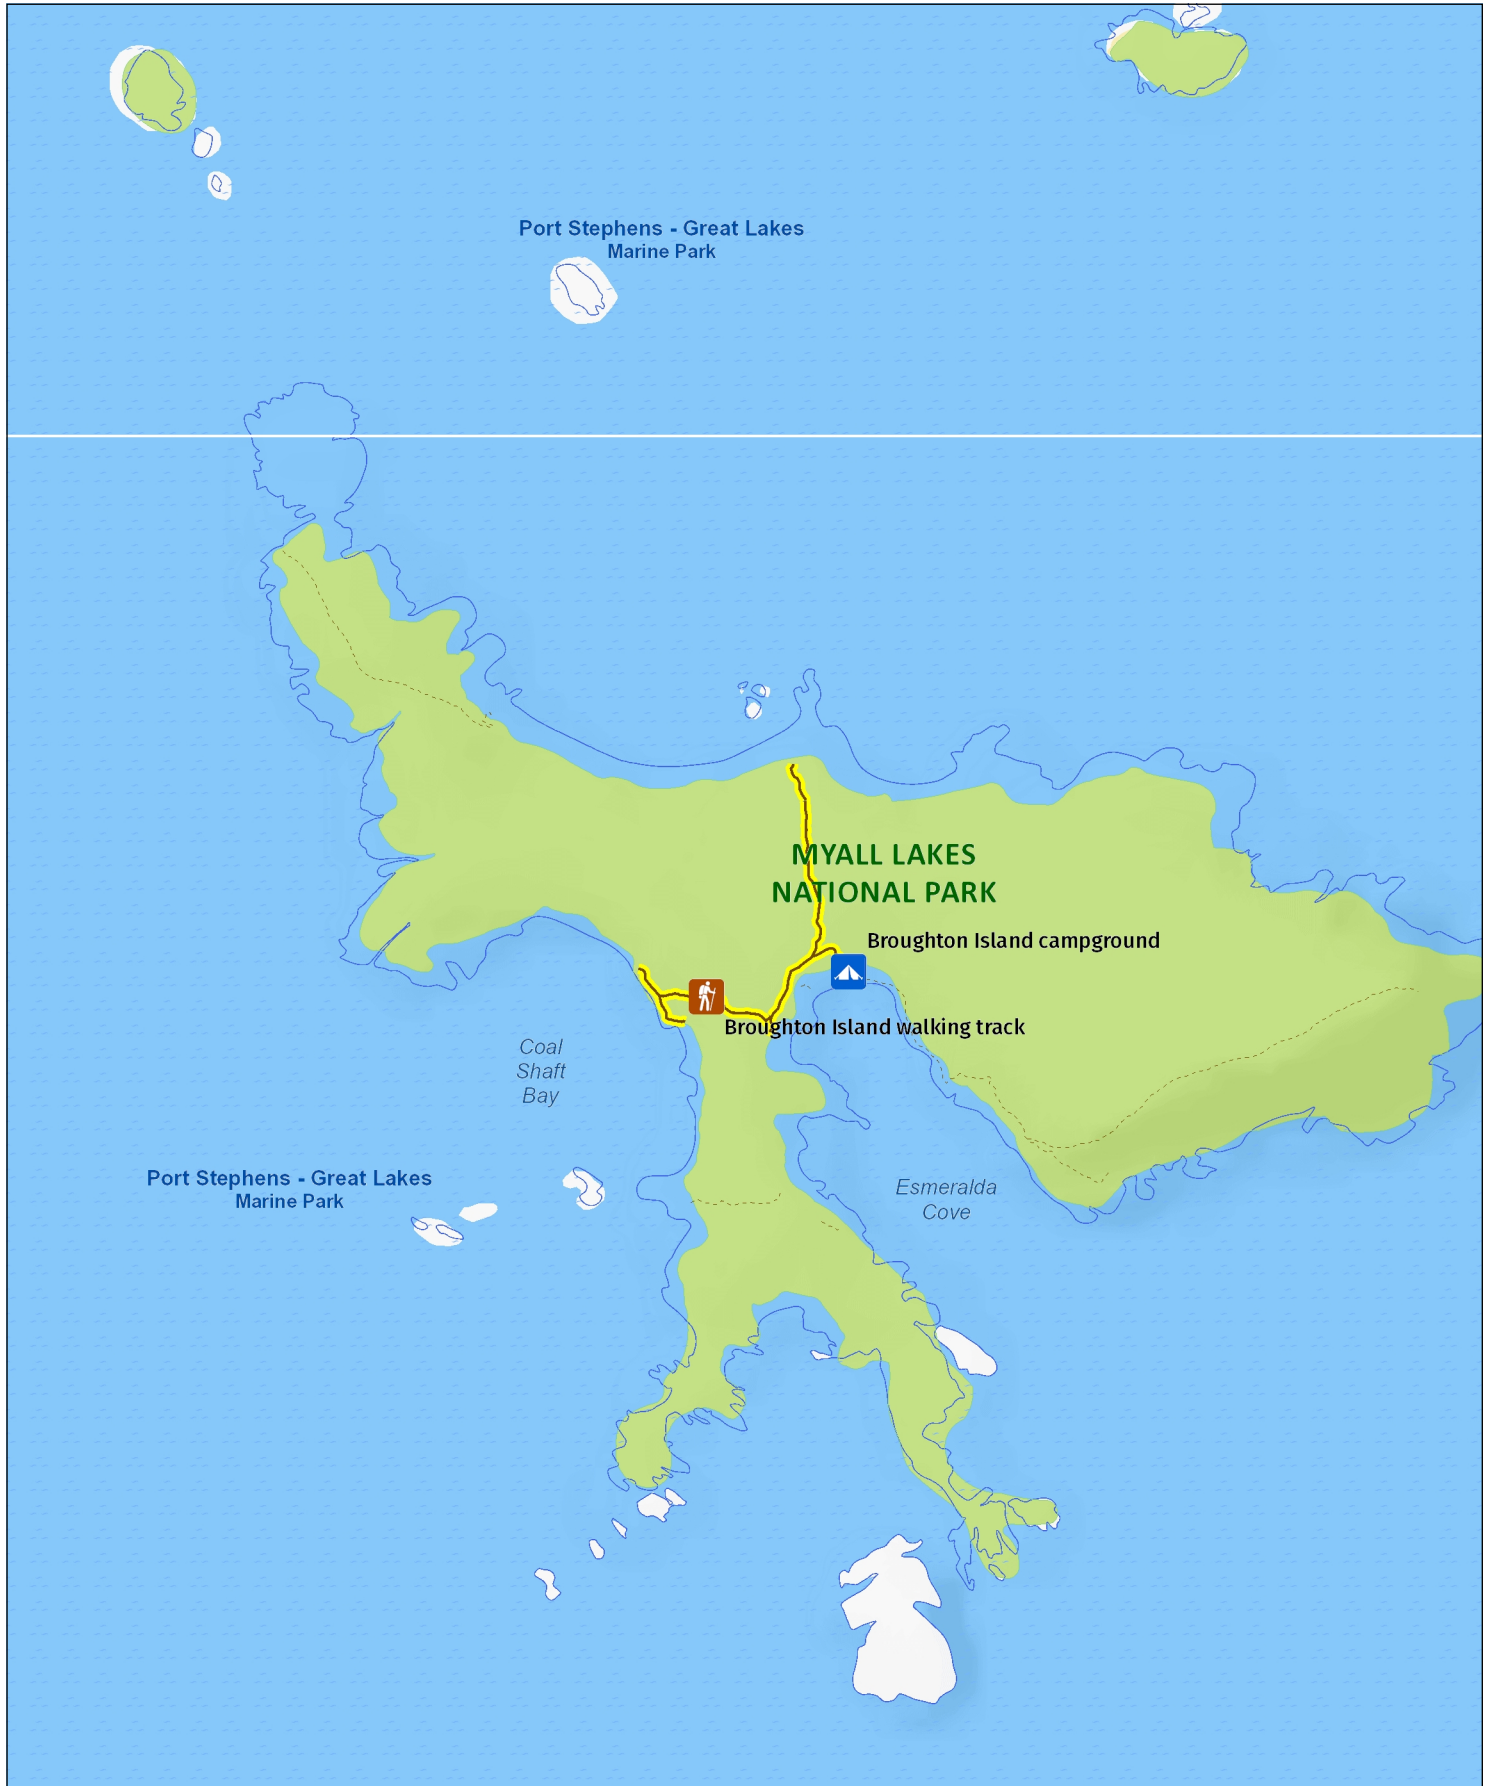 Port Stephens - Great Lakes
Marine Park
MYALL LAKES
NATIONAL PARK
Broughton Island campground
Broughton Island walking track
Coal
Shaft
Bay
Port Stephens - Great Lakes
Marine Park
Esmeralda
Cove